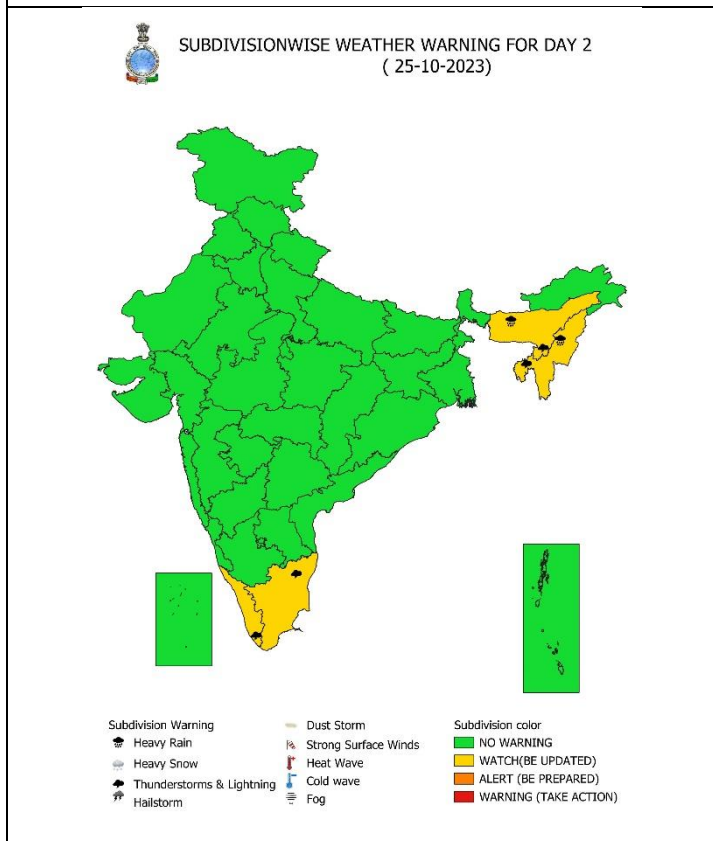 SUBDIVISIONWISE WEATHER WARNING FOR DAY 2
( 25-10-2023)
Subdivision Warning
Heavy Rain
Heavy Snow
Thunderstorms & Lightning
Hailstorm
Dust Storm
Strong Surface Winds
Heat Wave
Cold wave
Fog
Subdivision color
NO WARNING
WATCH(BE UPDATED)
ALERT (BE PREPARED)
WARNING (TAKE ACTION)